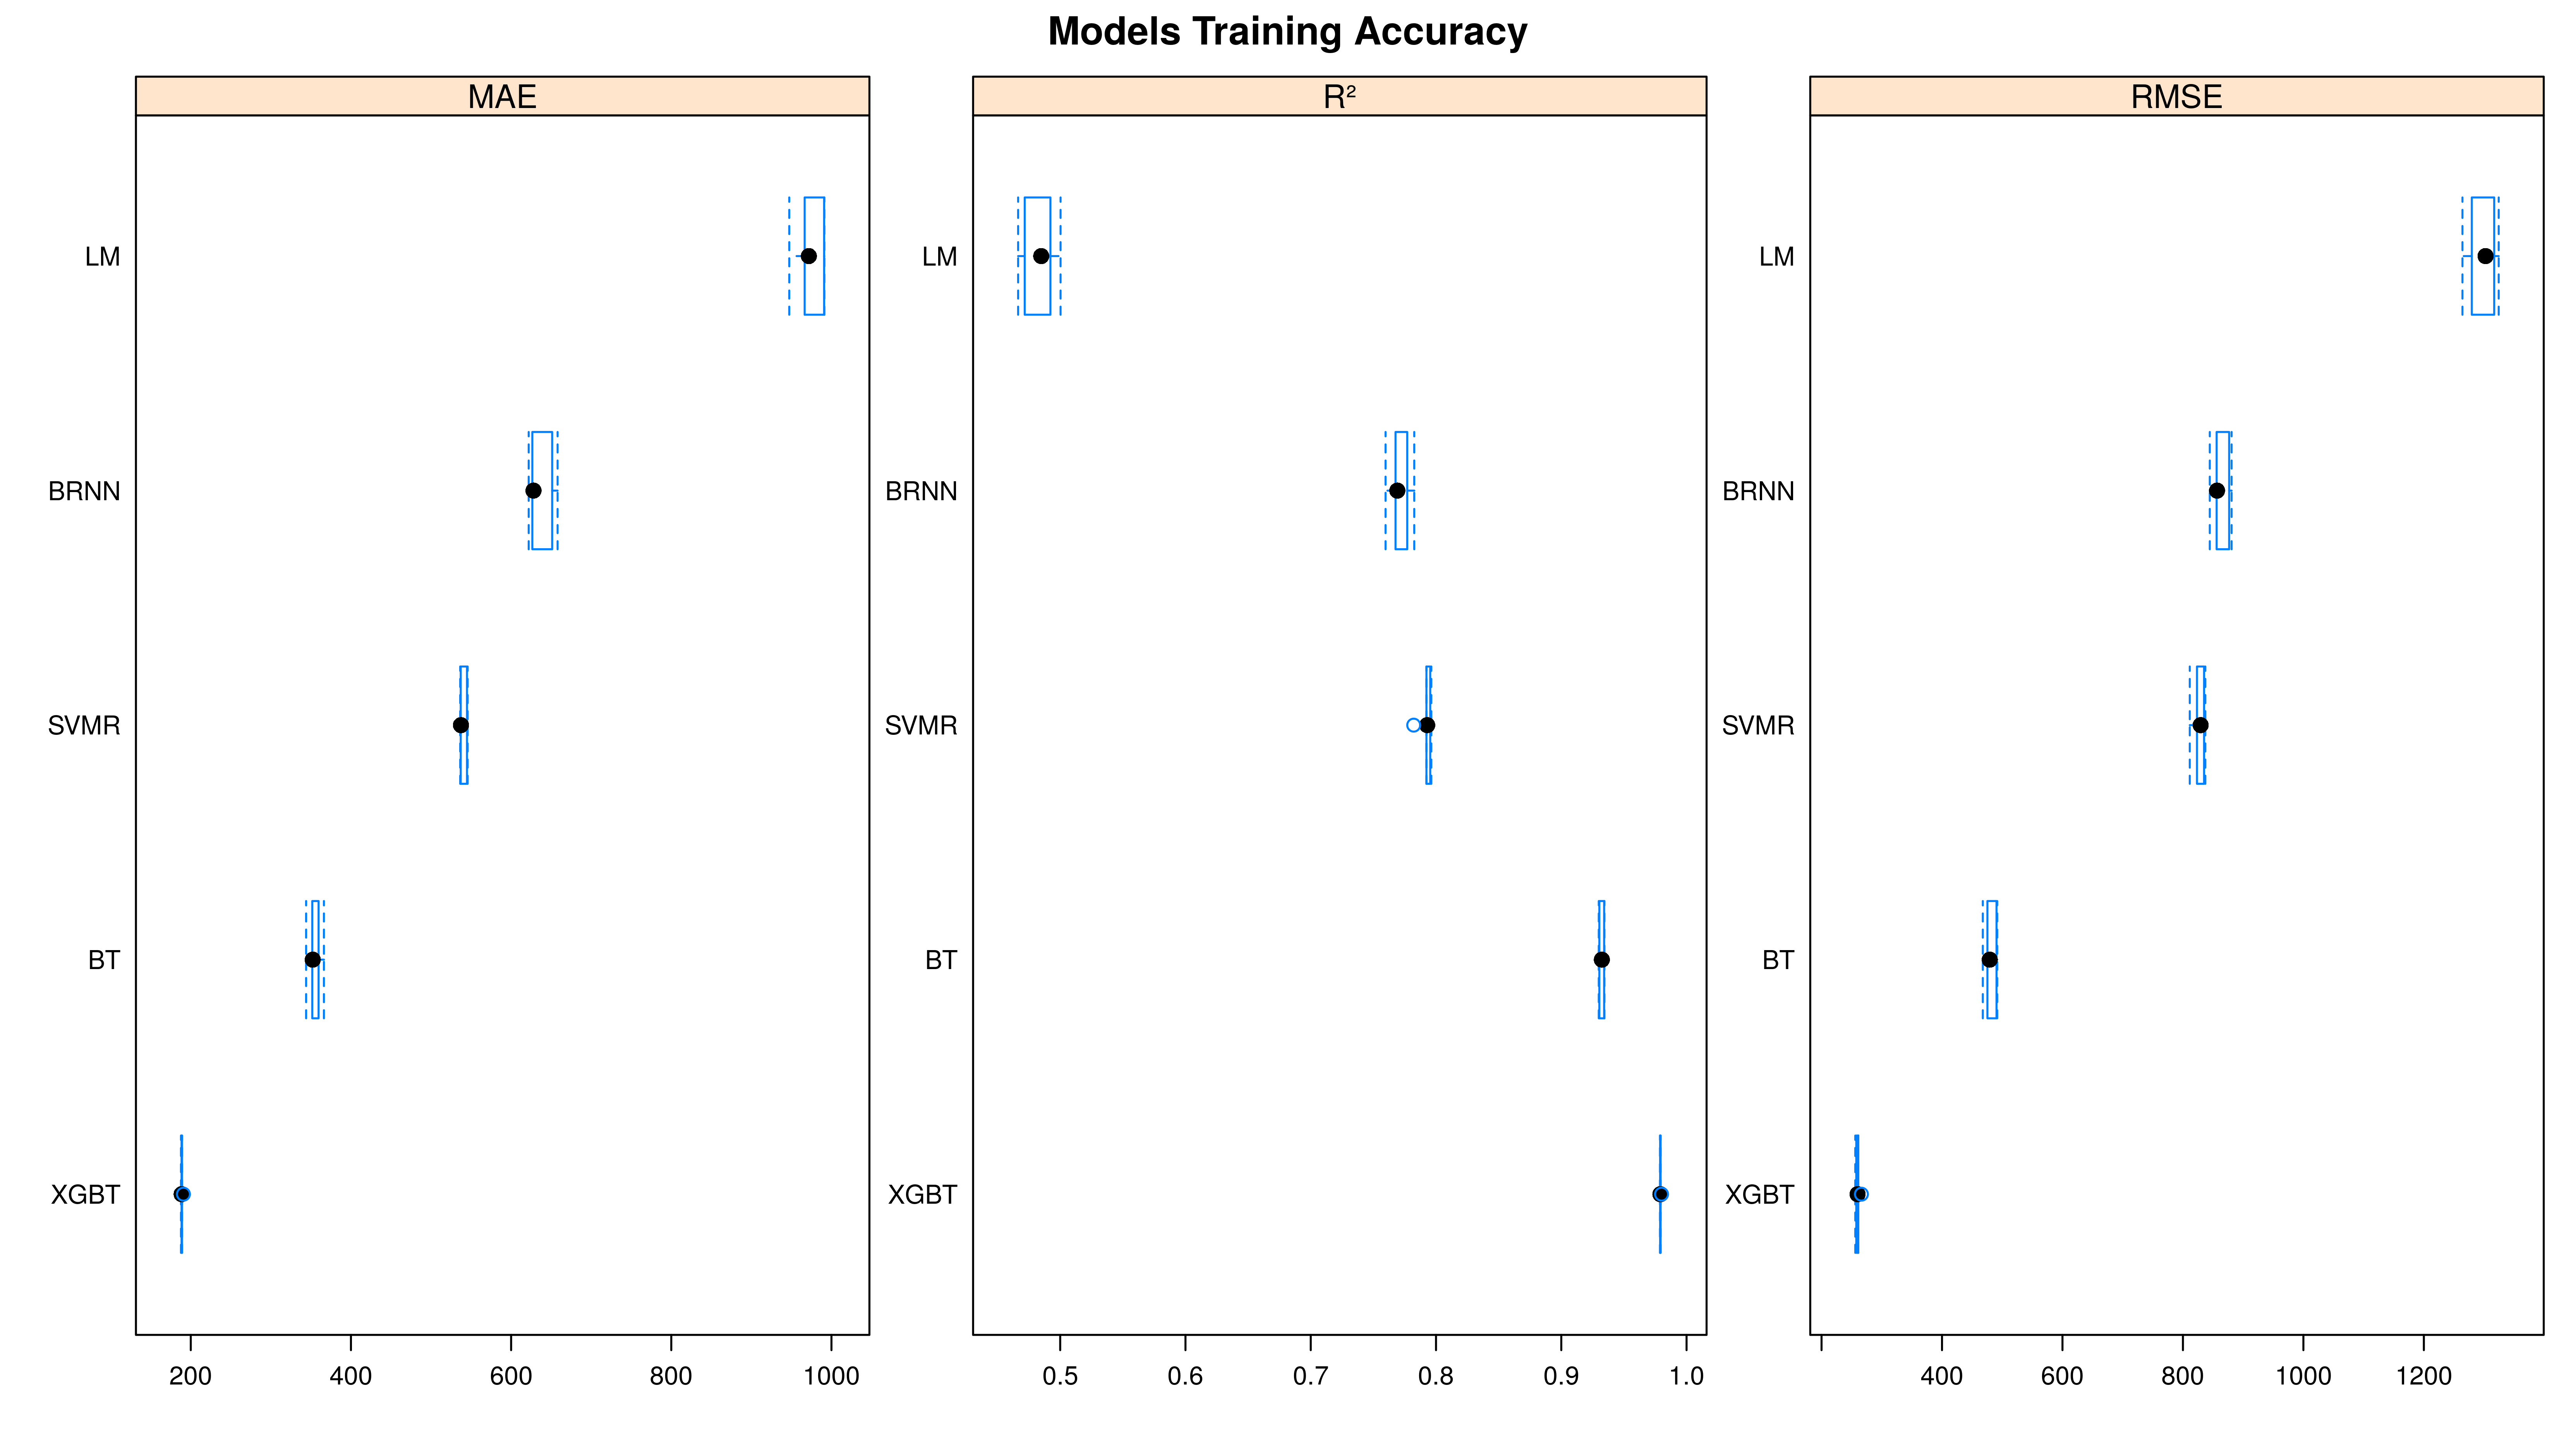 Models Training Accuracy
MAE
R²
RMSE
LM
LM
LM
BRNN
BRNN
BRNN
SVMR
SVMR
SVMR
BT
BT
BT
XGBT
XGBT
XGBT
200 400 600 800 1000
0.5 0.6 0.7 0.8 0.9 1.0
400 600 800 1000 1200